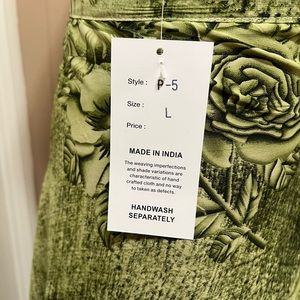 Style : P-5
Size : L
Price :
MADE IN INDIA
The weaving imperfections
and shade variations are
characteristic of hand
crafted cloth and no way
to taken as defects.
HANDWASH
SEPARATELY